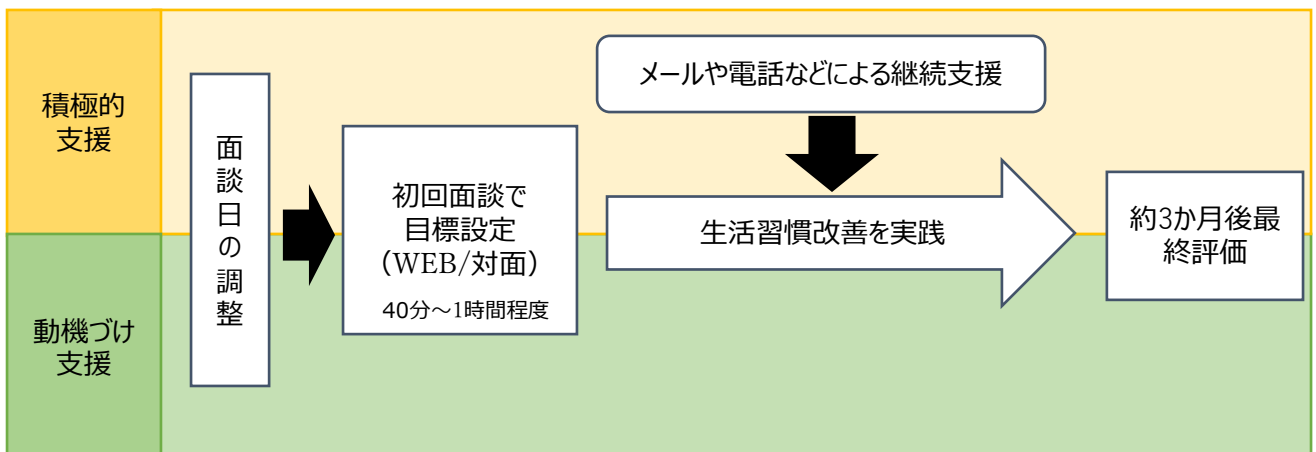 積極的
支援
動機づけ
支援
面談日の調整
初回面談で
目標設定
（WEB/対面）
40分～1時間程度
メールや電話などによる継続支援
生活習慣改善を実践
約3か月後最
終評価